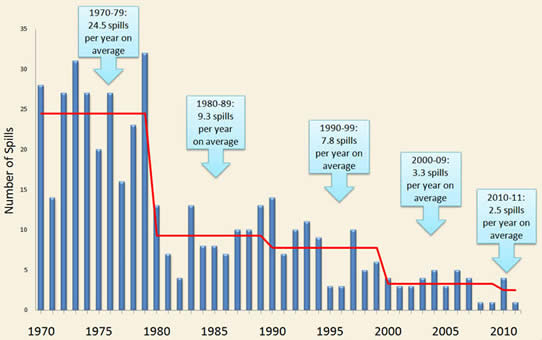 1970-79:
24.5 spills
per year on
average
1980-89:
9.3 spills
per year
on average
1990-99:
7.8 spills
per year
on average
2000-09:
3.3 spills
per year on
average
2010-11:
2.5 spills
per year on
average
Number of Spills
35
30
25
20
15
10
5
0
1970
1975
1980
1985
1990
1995
2000
2005
2010